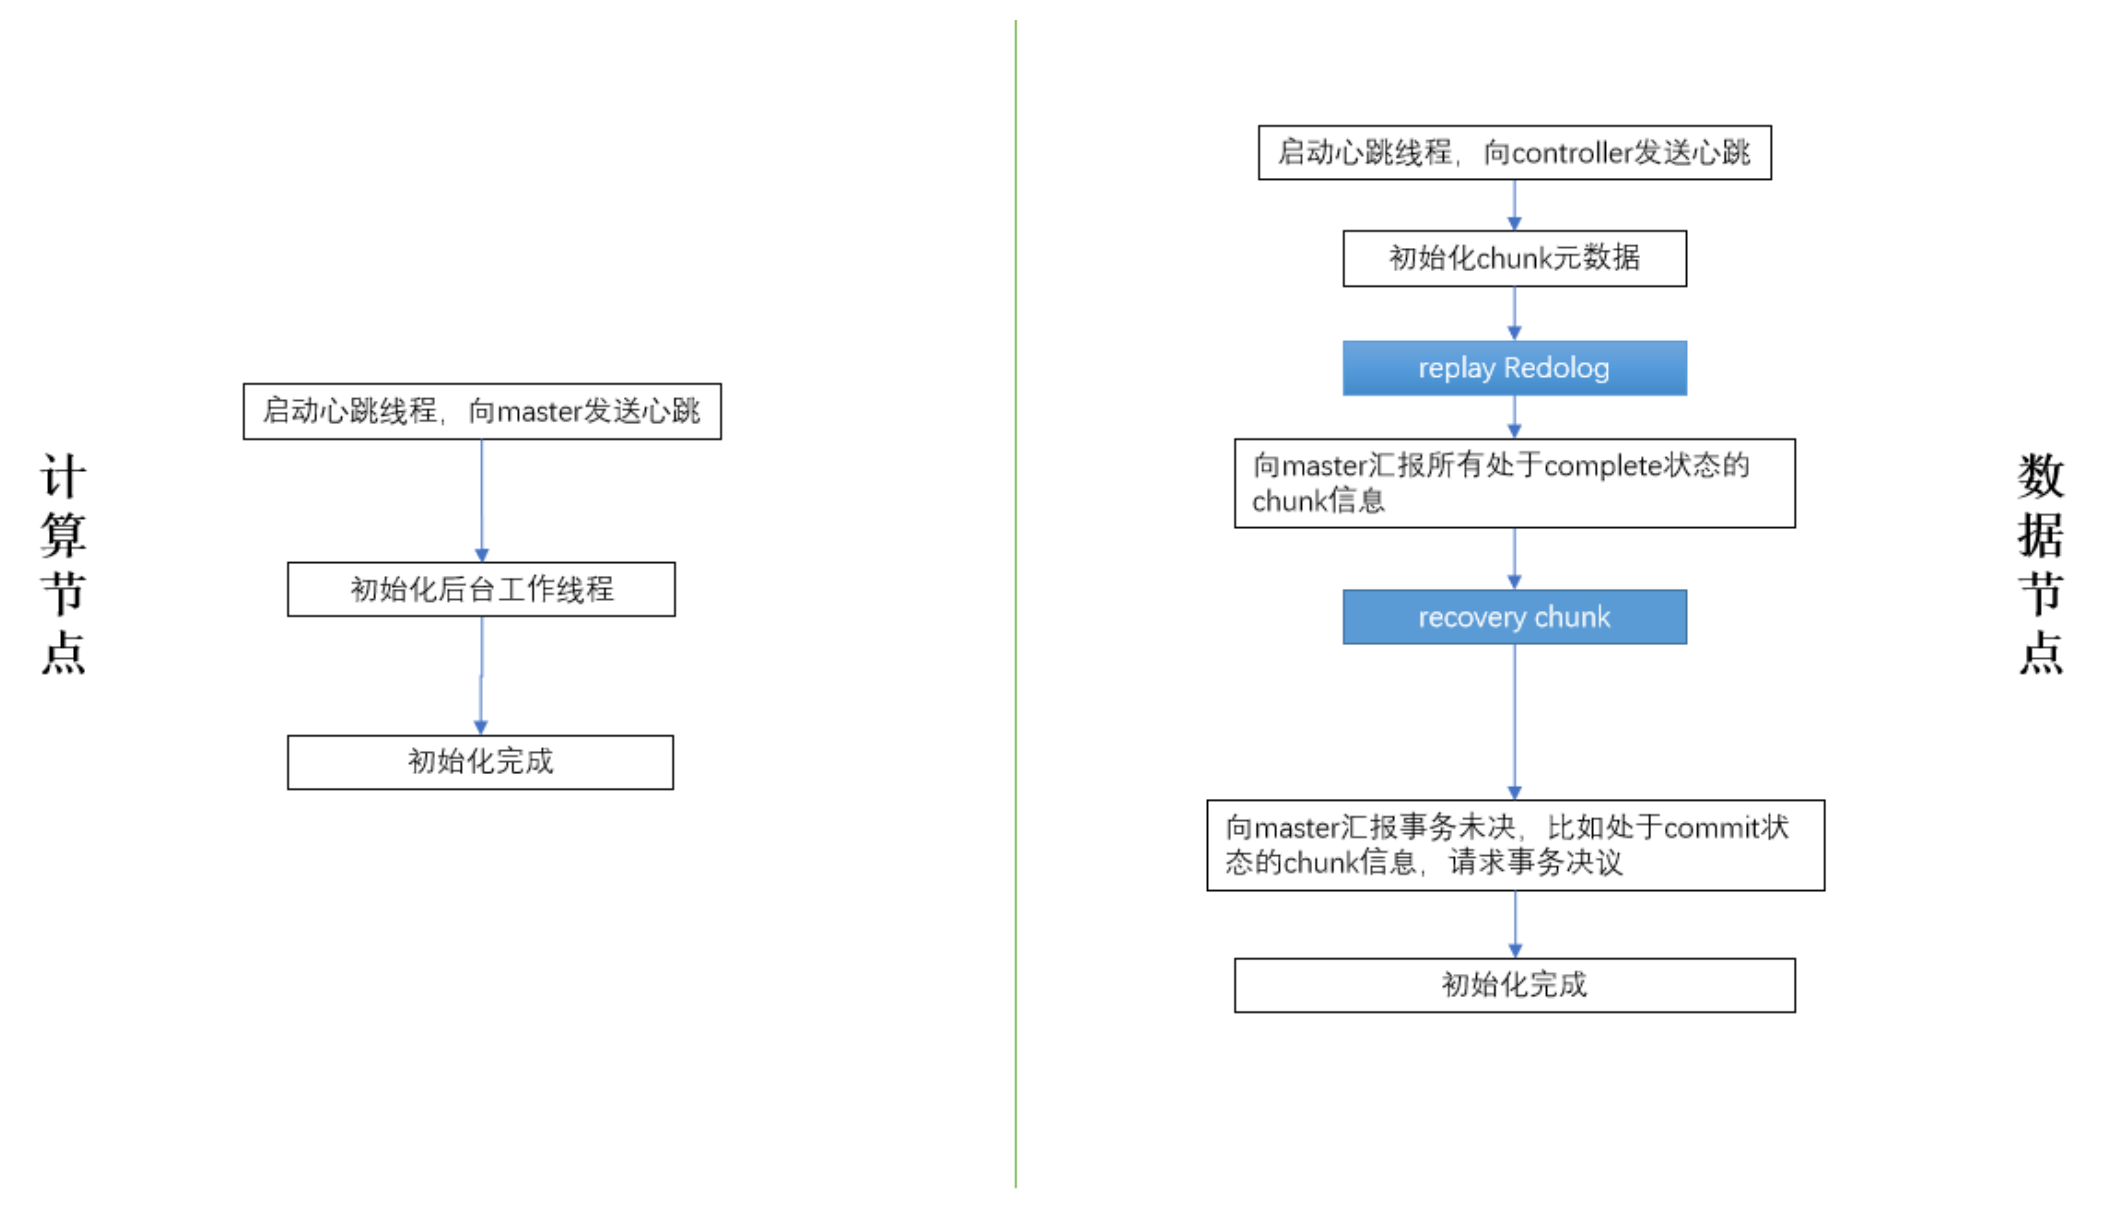 计算节点
启动心跳线程，向master发送心跳
初始化后台工作线程
初始化完成
启动心跳线程，向controller发送心跳
初始化chunk元数据
replay Redolog
向master汇报所有处于complete状态的
chunk信息
recovery chunk
向master汇报事务未决，比如处于commit状
态的chunk信息，请求事务决议
初始化完成
数据节点